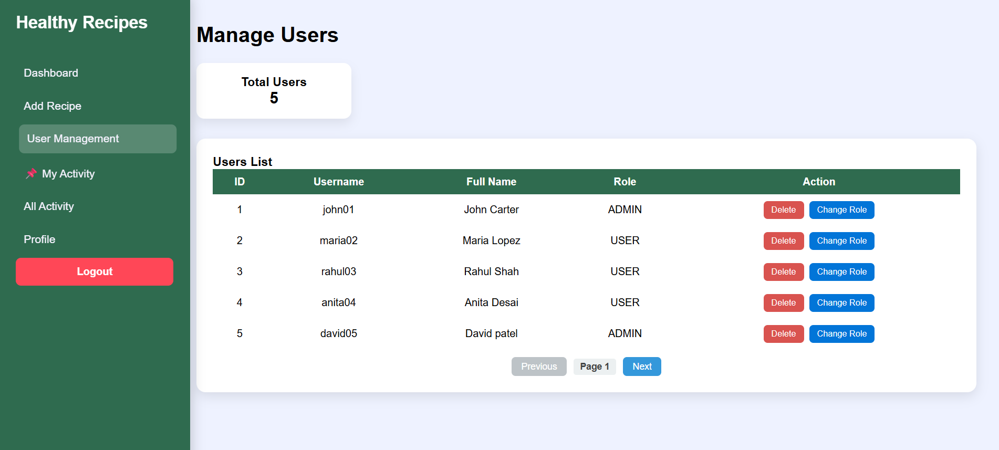 Healthy Recipes
Dashboard
Add Recipe
User Management
📌 My Activity
All Activity
Profile
Logout
Manage Users
Total Users
5
Users List
ID Username Full Name Role Action
1 john01 John Carter ADMIN Delete Change Role
2 maria02 Maria Lopez USER Delete Change Role
3 rahul03 Rahul Shah USER Delete Change Role
4 anita04 Anita Desai USER Delete Change Role
5 david05 David patel ADMIN Delete Change Role
Previous Page 1 Next